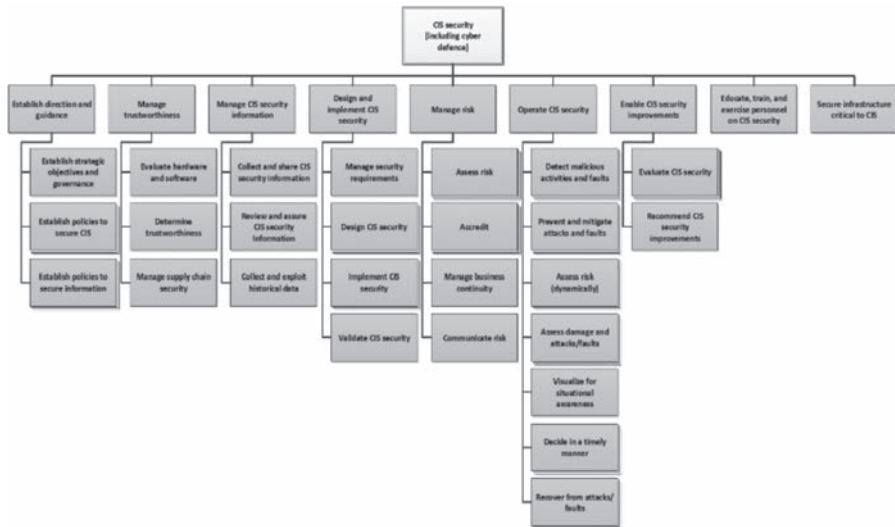 CIS security
[including cyber
defence]
Establish direction and
guidance
Manage
trustworthiness
Manage CIS security
information
Design and
implement CIS
security
Manage risk
Operate CIS security
Enable CIS security
improvements
Educate, train, and
exercise personnel
on CIS security
Secure infrastructure
critical to CIS
Establish strategic
objectives and
governance
Establish policies to
secure CIS
Establish policies to
secure information
Evaluate hardware
and software
Determine
trustworthiness
Manage supply chain
security
Collect and share CIS
security information
Review and assure
CIS security
Information
Collect and exploit
historical data
Manage security
requirements
Design CIS security
Implement CIS
security
Validate CIS security
Assess risk
Accredit
Manage business
continuity
Communicate risk
Detect malicious
activities and faults
Prevent and mitigate
attacks and faults
Assess risk
(dynamically)
Assess damage and
attacks/faults
Visualize for
situational
awareness
Decide in a timely
manner
Recover from attacks/
faults
Evaluate CIS security
Recommend CIS
security
improvements